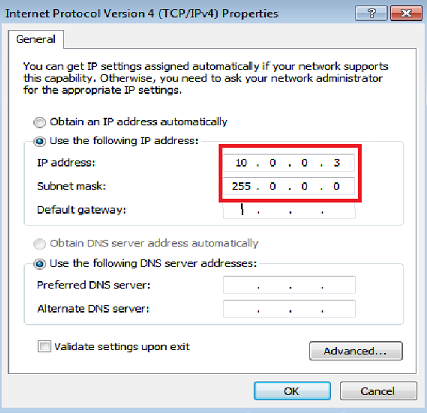 Internet Protocol Version 4 (TCP/IPv4) Properties
General
You can get IP settings assigned automatically if your network supports
this capability. Otherwise, you need to ask your network administrator
for the appropriate IP settings.
Obtain an IP address automatically
Use the following IP address:
IP address: 10 . 0 . 0 . 3
Subnet mask: 255 . 0 . 0 . 0
Default gateway: . . .
Obtain DNS server address automatically
Use the following DNS server addresses:
Preferred DNS server: . . .
Alternate DNS server: . . .
Validate settings upon exit
Advanced...
OK Cancel